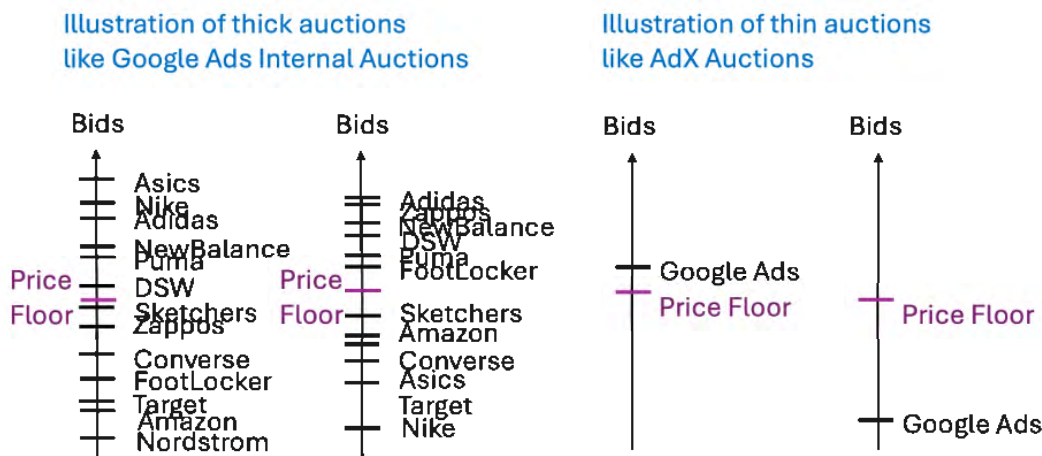 Illustration of thick auctions
like Google Ads Internal Auctions
Illustration of thin auctions
like AdX Auctions
Bids
Asics
Nike
Adidas
NewBalance
Puma
Price
Floor
DSW
Sketchers
Zappos
Converse
FootLocker
Target
Amazon
Nordstrom
Bids
Adidas
Zappos
NewBalance
DSW
Puma
FootLocker
Price
Floor
Sketchers
Amazon
Converse
Asics
Target
Nike
Bids
Google Ads
Price Floor
Bids
Price Floor
Google Ads